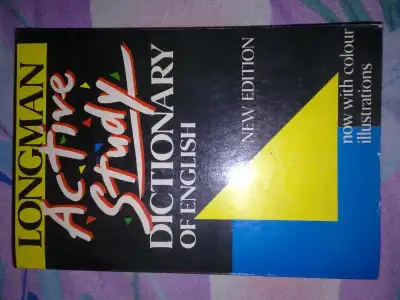 LONGMAN
Active
Study
DICTIONARY
OF ENGLISH
NEW EDITION
now with colour
illustrations